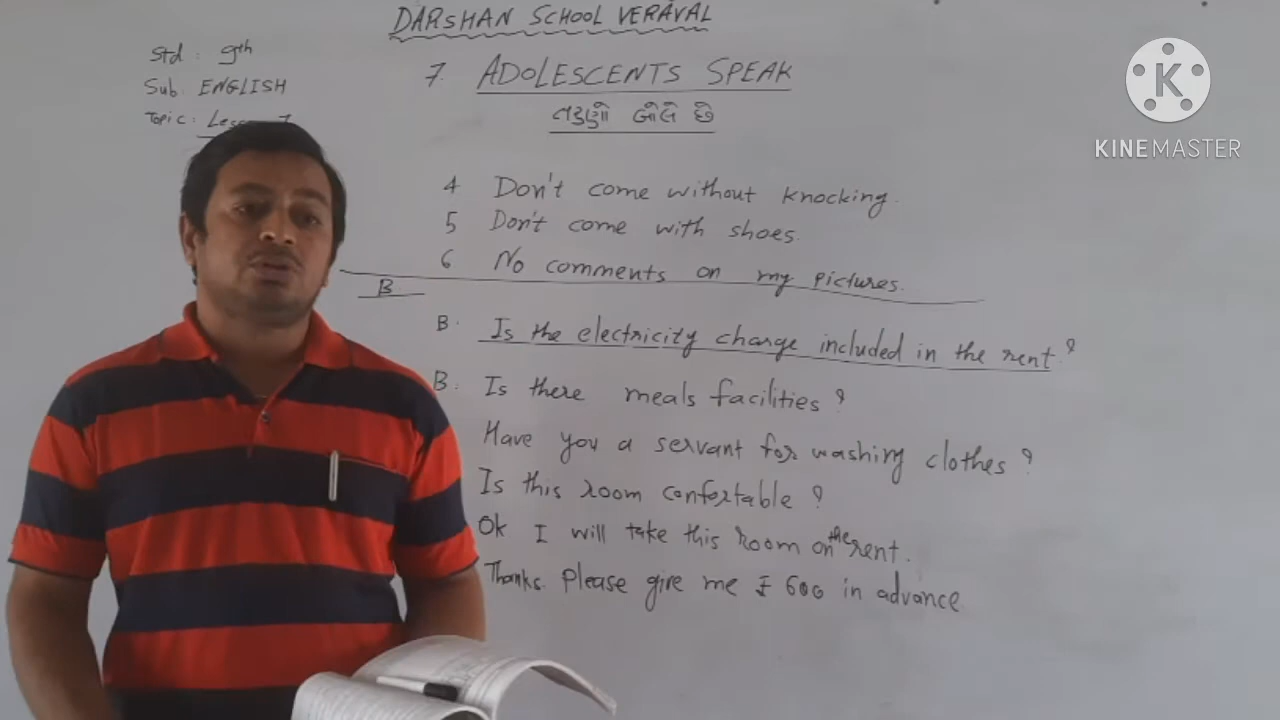 DARSHAN SCHOOL VERAVAL
Std : 9th
Sub : ENGLISH
Topic :
7. ADOLESCENTS SPEAK
તરુણો બોલે છે
4 Don't come without knocking.
5 Don't come with shoes.
6 No comments on my pictures.
B
B. Is the electricity charge included in the rent ?
B. Is there meals facilities ?
Have you a servant for washing clothes ?
Is this room confortable ?
Ok I will take this room on the rent.
Thanks. Please give me ₹ 600 in advance.
K
KINEMASTER